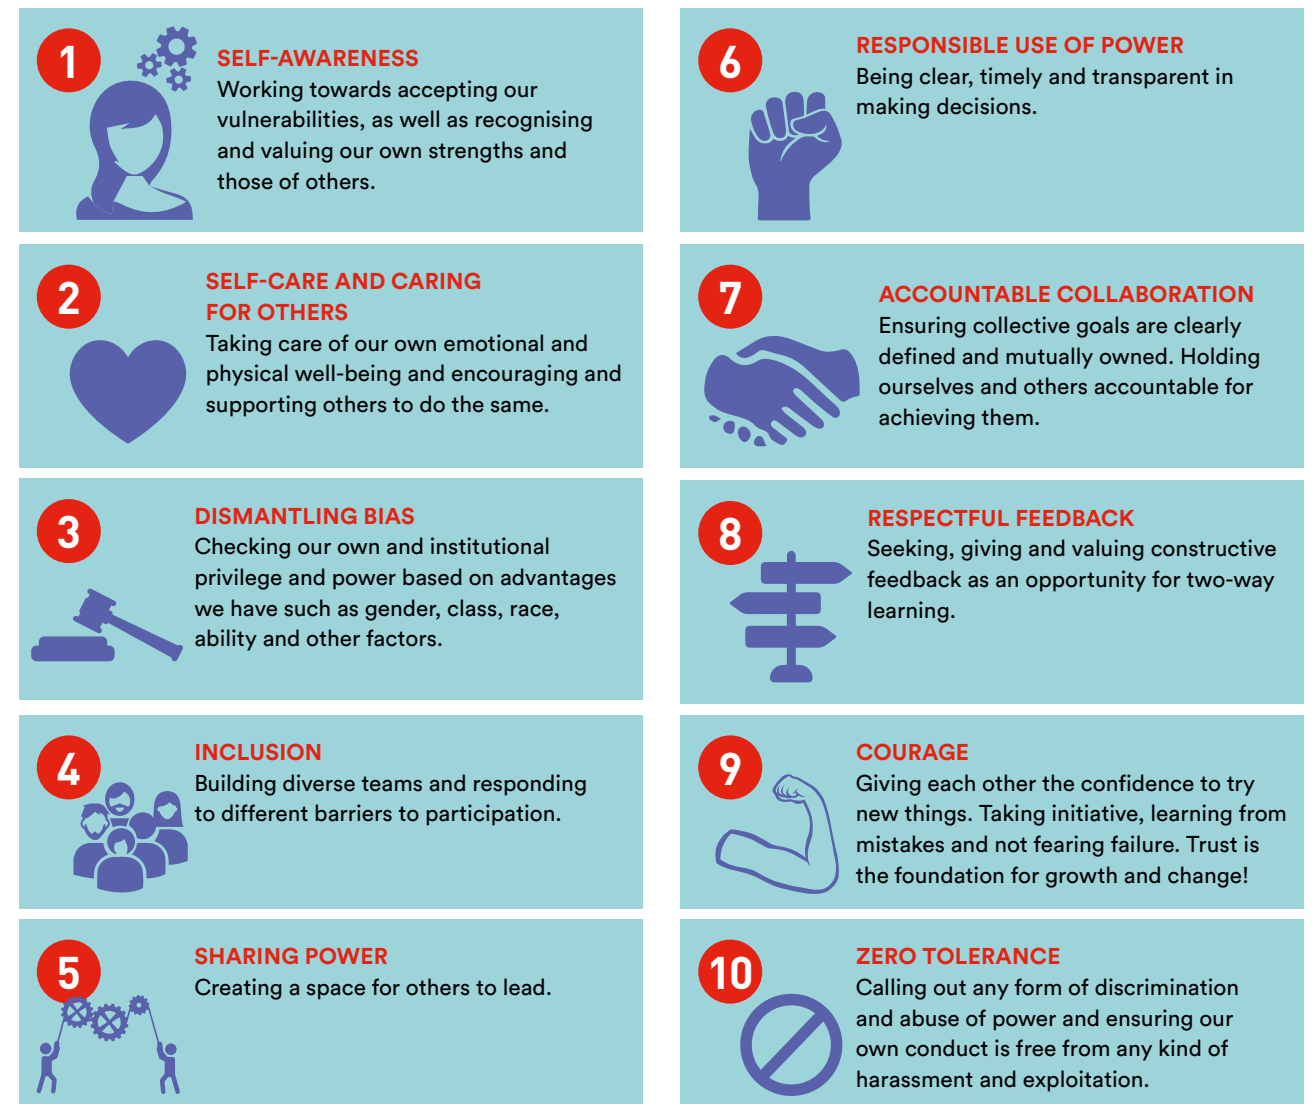 1
SELF-AWARENESS
Working towards accepting our
vulnerabilities, as well as recognising
and valuing our own strengths and
those of others.
2
SELF-CARE AND CARING
FOR OTHERS
Taking care of our own emotional and
physical well-being and encouraging and
supporting others to do the same.
3
DISMANTLING BIAS
Checking our own and institutional
privilege and power based on advantages
we have such as gender, class, race,
ability and other factors.
4
INCLUSION
Building diverse teams and responding
to different barriers to participation.
5
SHARING POWER
Creating a space for others to lead.
6
RESPONSIBLE USE OF POWER
Being clear, timely and transparent in
making decisions.
7
ACCOUNTABLE COLLABORATION
Ensuring collective goals are clearly
defined and mutually owned. Holding
ourselves and others accountable for
achieving them.
8
RESPECTFUL FEEDBACK
Seeking, giving and valuing constructive
feedback as an opportunity for two-way
learning.
9
COURAGE
Giving each other the confidence to try
new things. Taking initiative, learning from
mistakes and not fearing failure. Trust is
the foundation for growth and change!
10
ZERO TOLERANCE
Calling out any form of discrimination
and abuse of power and ensuring our
own conduct is free from any kind of
harassment and exploitation.